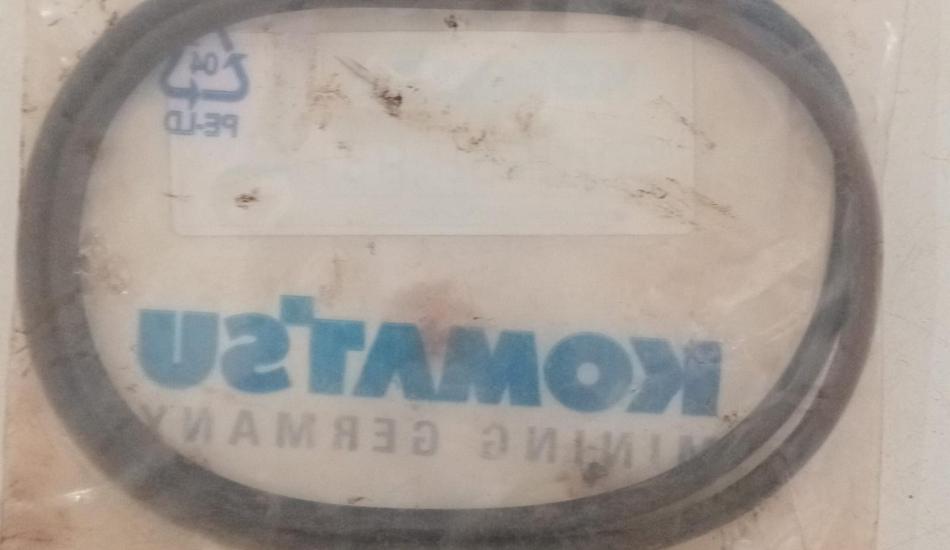 04
PE-LD
KOMATSU
MINING GERMANY